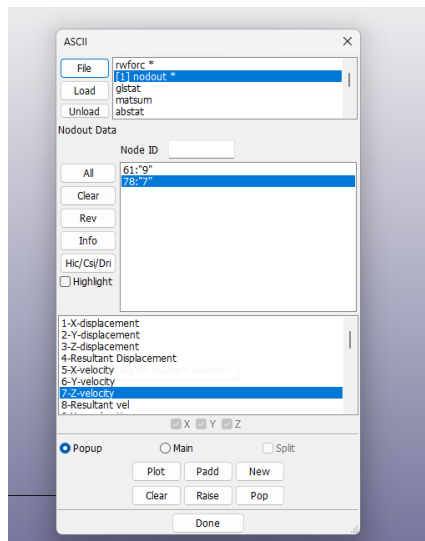 ASCII
File
Load
Unload
rwforc *
[1] nodout *
glstat
matsum
abstat
Nodout Data
Node ID
All
Clear
Rev
Info
Hic/Csi/Dri
Highlight
61:"9"
78:"7"
1-X-displacement
2-Y-displacement
3-Z-displacement
4-Resultant Displacement
5-X-velocity
6-Y-velocity
7-Z-velocity
8-Resultant vel
X Y Z
Popup Main Split
Plot Padd New
Clear Raise Pop
Done